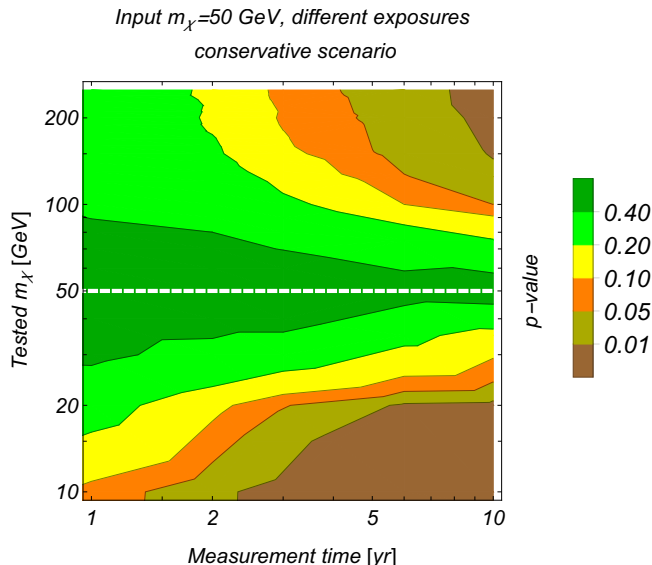 Input m_χ=50 GeV, different exposures
conservative scenario
200
100
50
20
10
Tested m_χ [GeV]
1
2
5
10
Measurement time [yr]
p-value
0.40
0.20
0.10
0.05
0.01